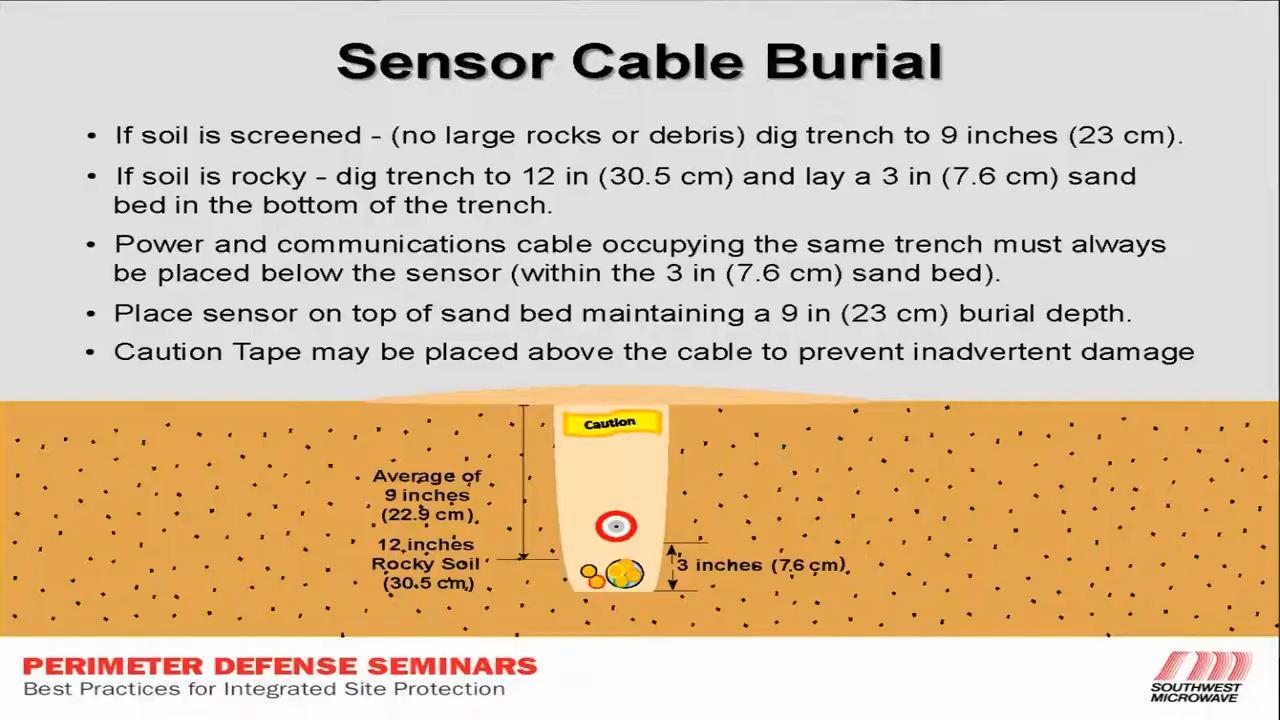 Sensor Cable Burial
• If soil is screened - (no large rocks or debris) dig trench to 9 inches (23 cm).
• If soil is rocky - dig trench to 12 in (30.5 cm) and lay a 3 in (7.6 cm) sand
bed in the bottom of the trench.
• Power and communications cable occupying the same trench must always
be placed below the sensor (within the 3 in (7.6 cm) sand bed).
• Place sensor on top of sand bed maintaining a 9 in (23 cm) burial depth.
• Caution Tape may be placed above the cable to prevent inadvertent damage
Caution
Average of
9 inches
(22.9 cm)
12 inches
Rocky Soil
(30.5 cm)
3 inches (7.6 cm)
PERIMETER DEFENSE SEMINARS
Best Practices for Integrated Site Protection
SOUTHWEST
MICROWAVE